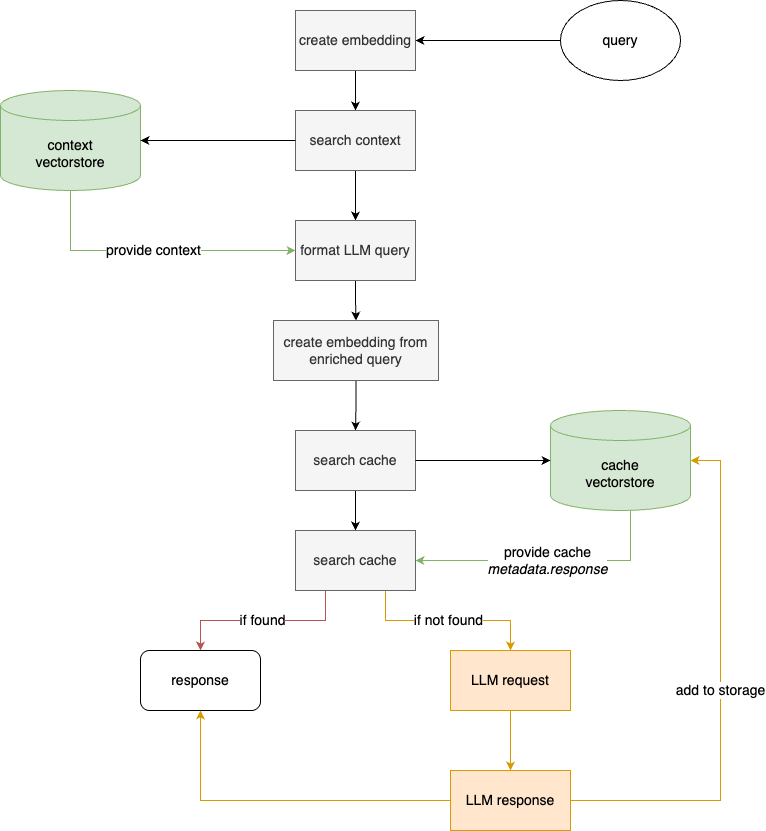 create embedding
query
search context
context
vectorstore
provide context
format LLM query
create embedding from
enriched query
search cache
cache
vectorstore
search cache
provide cache
metadata.response
if found
if not found
response
LLM request
add to storage
LLM response